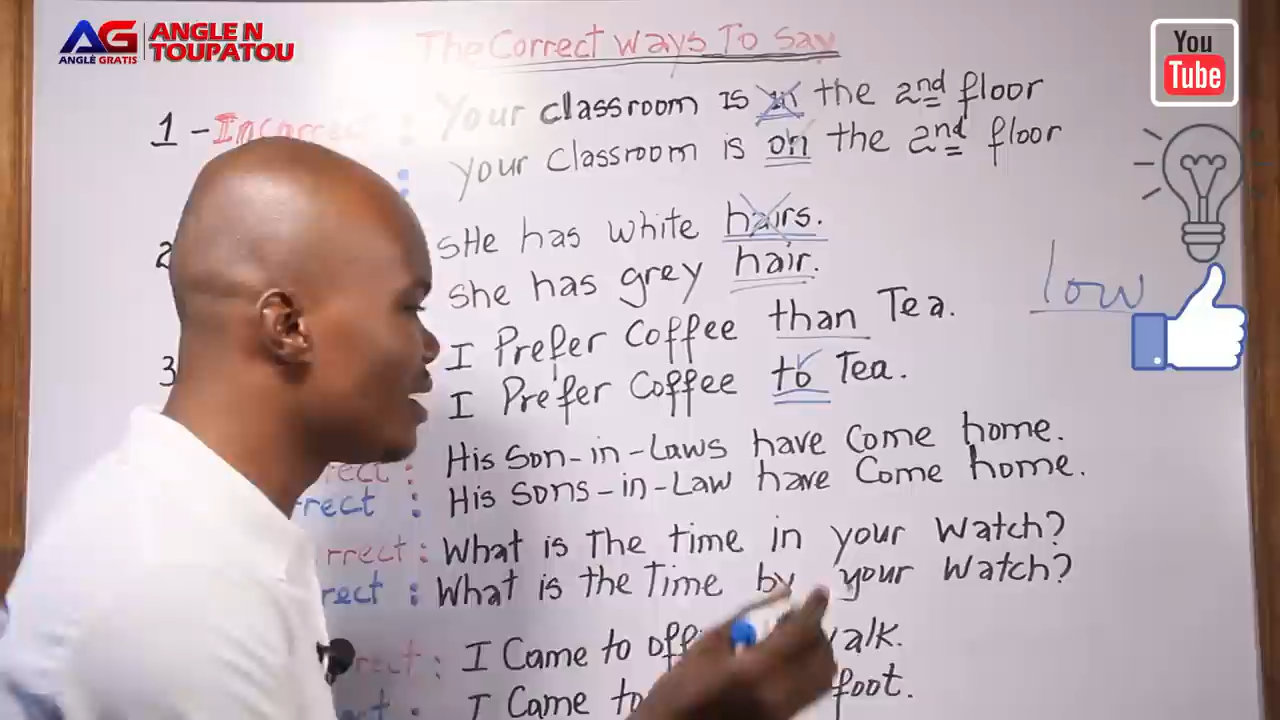 AG
ANGLÈ GRATIS
ANGLE N
TOUPATOU
The Correct Ways To Say
You
Tube
1 - Incorrect : Your classroom is in the 2nd floor
: your classroom is on the 2nd floor
2 sHe has white hairs.
she has grey hair.
low
3 I Prefer Coffee than Tea.
I Prefer Coffee to Tea.
rect : His Son-in-Laws have Come home.
rrect : His Sons-in-Law have Come home.
rrect : What is The time in your Watch?
rect : What is the Time by your Watch?
rect : I Came to off alk.
I Came to foot.